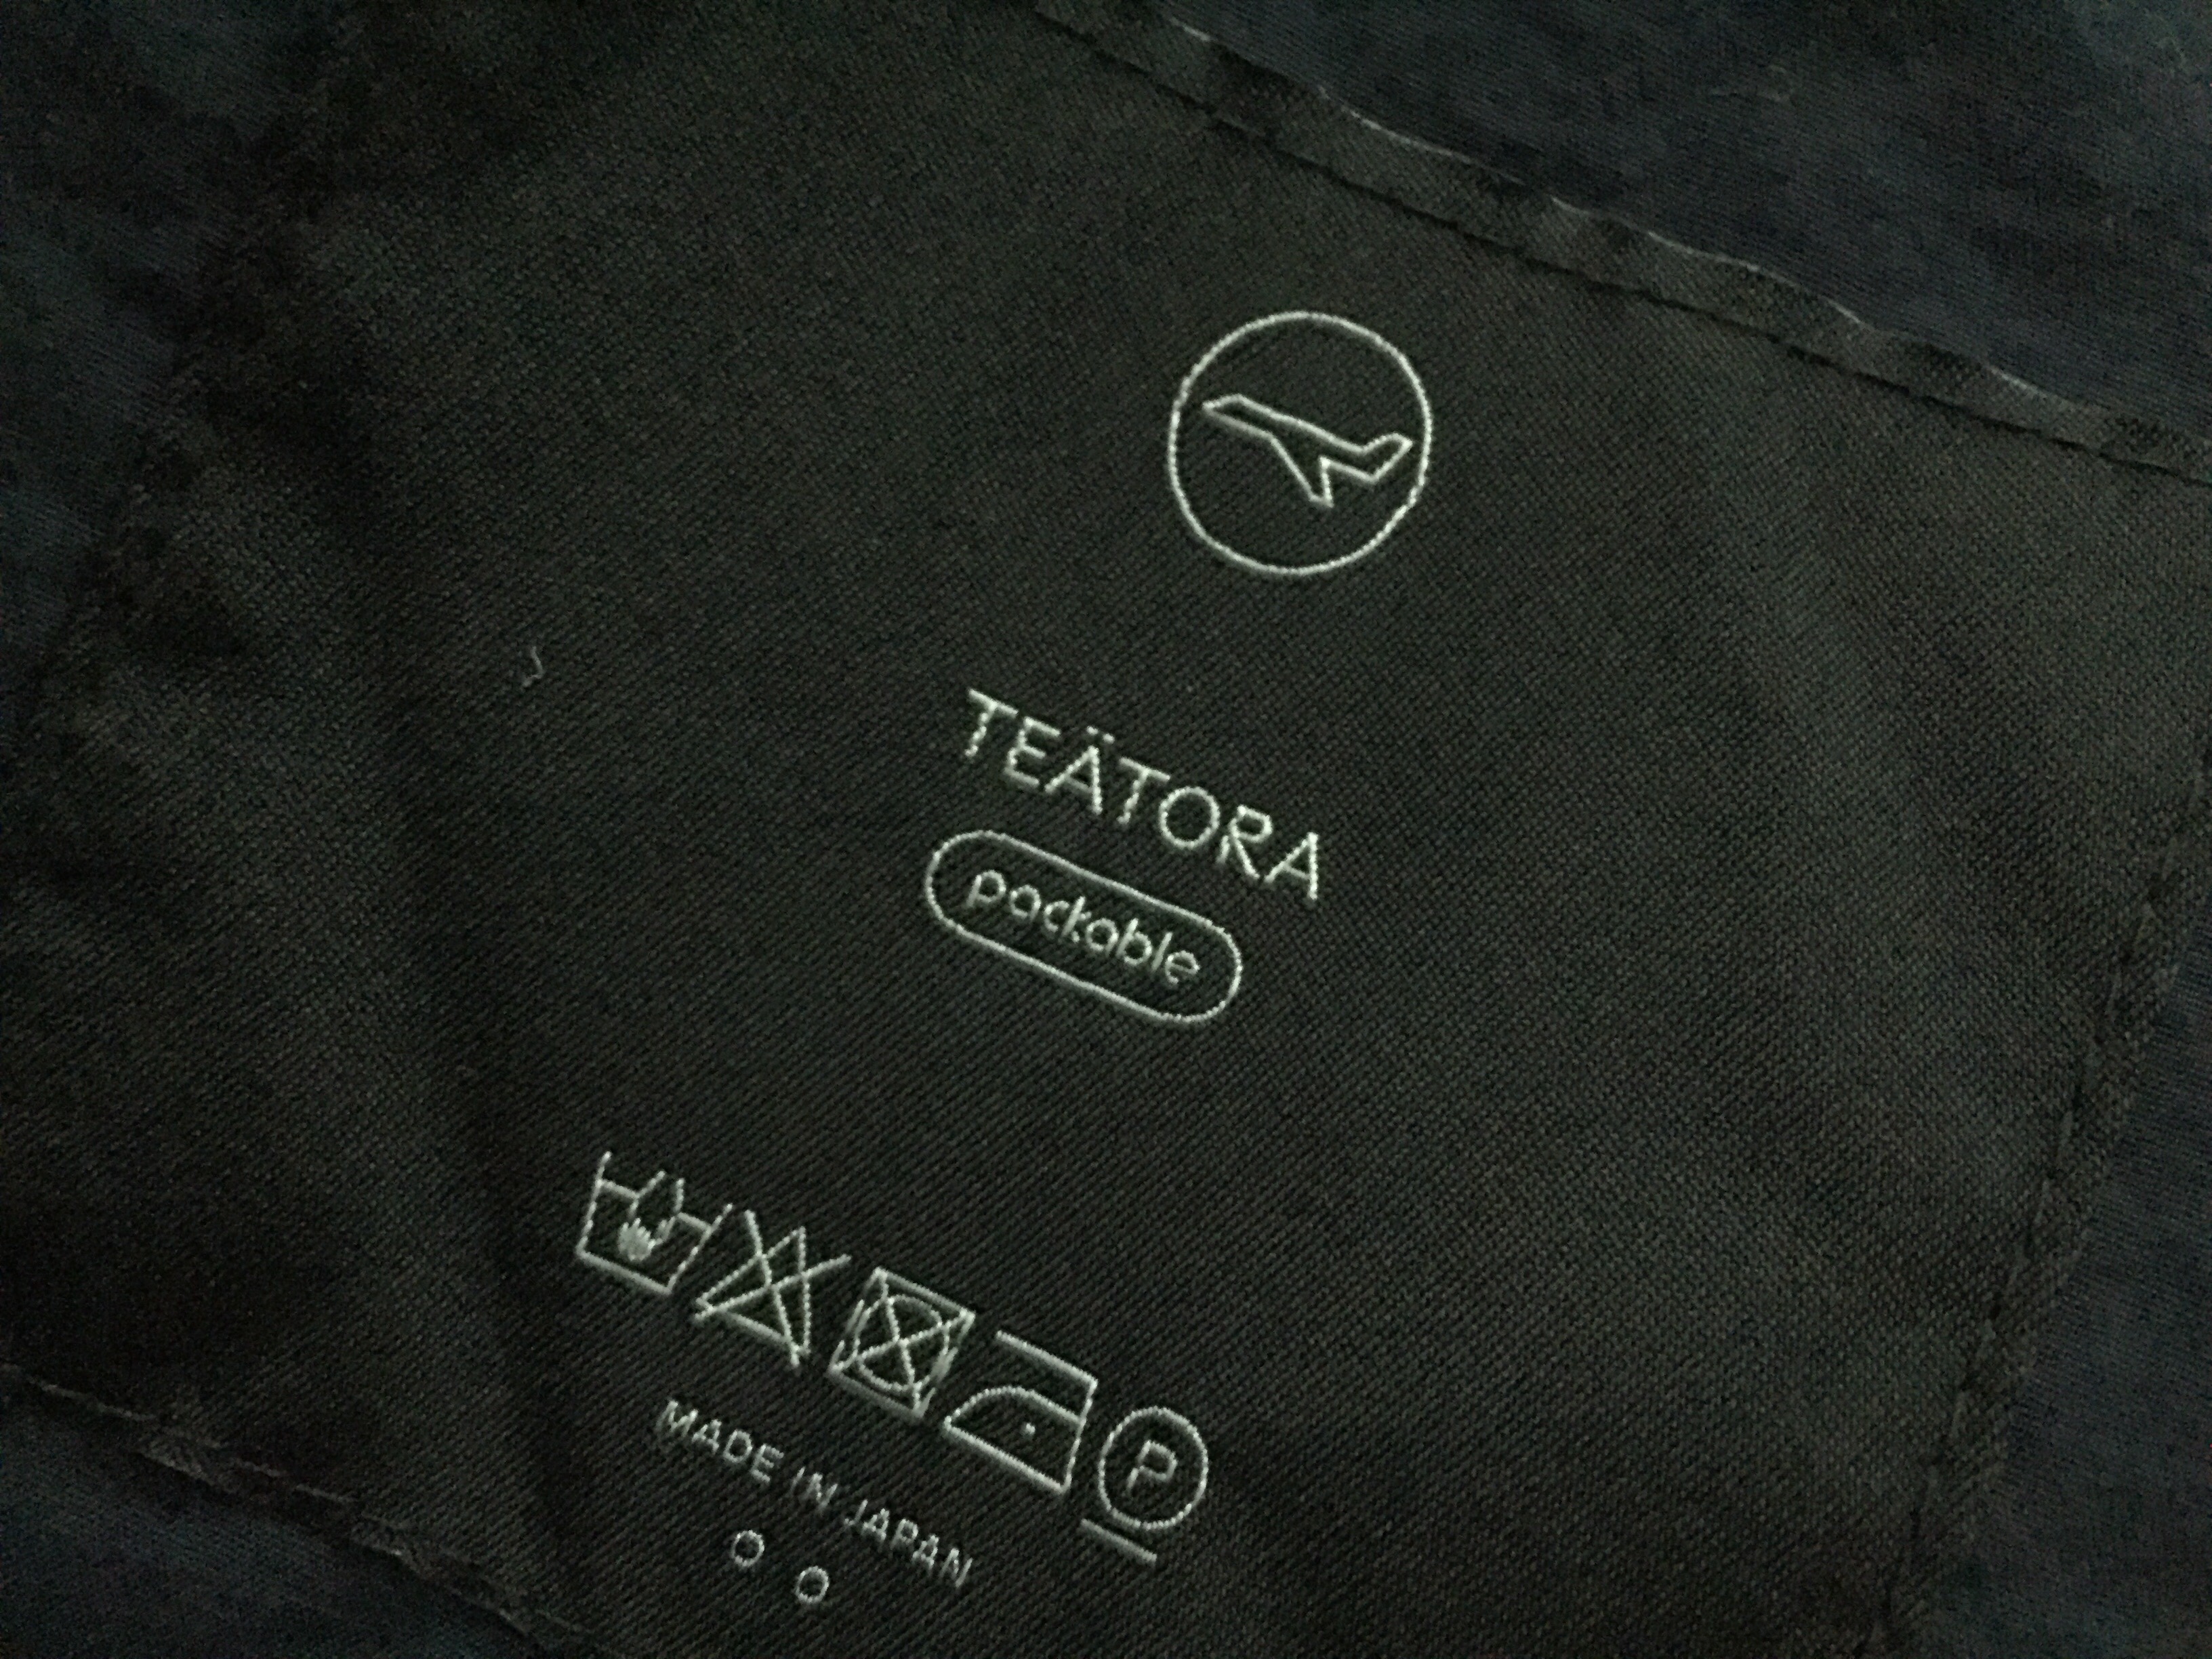 TEÄTORA
packable
P
MADE IN JAPAN